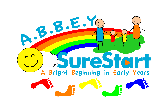 A.B.B.E.Y
SureStart
A Bright Beginning in Early Years